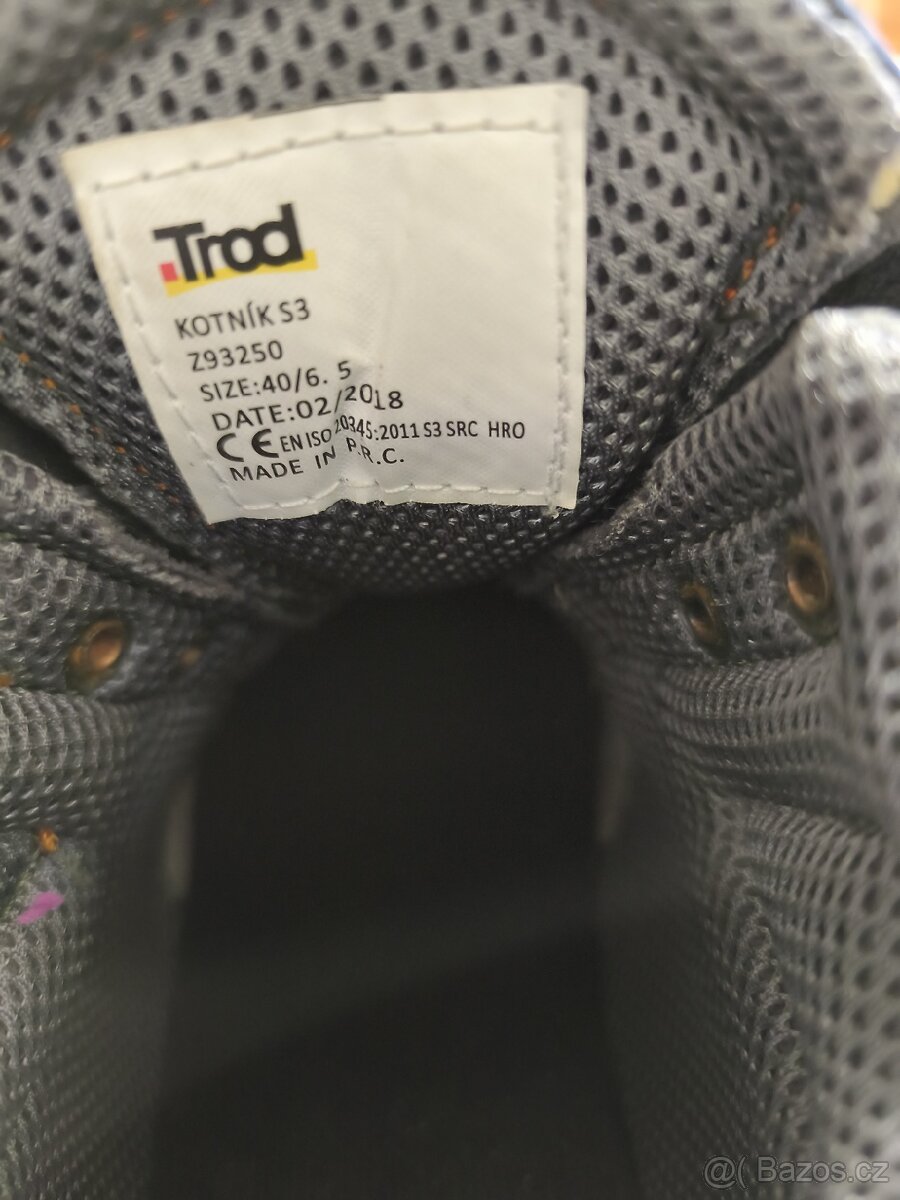 Trod
KOTNÍK S3
Z93250
SIZE:40/6. 5
DATE:02/2018
CE EN ISO 20345:2011 S3 SRC HRO
MADE IN P.R.C.
@( Bazos.cz